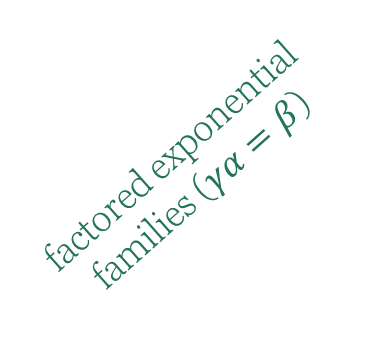 factored exponential
families (γα = β)